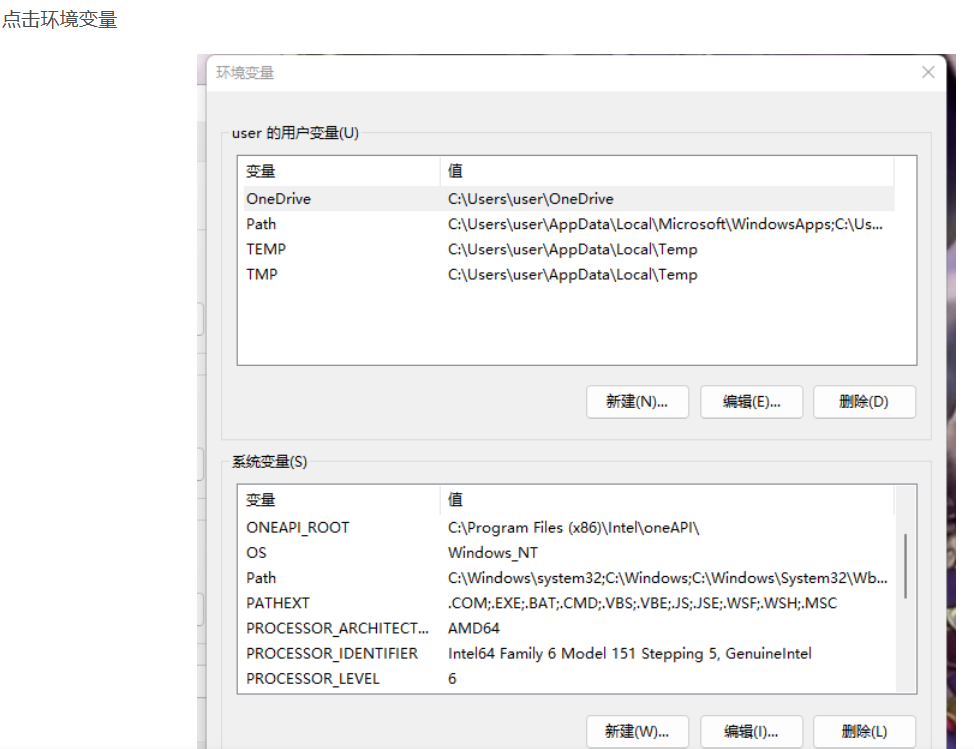 点击环境变量
环境变量
user 的用户变量(U)
变量 值
OneDrive C:\Users\user\OneDrive
Path C:\Users\user\AppData\Local\Microsoft\WindowsApps;C:\Us...
TEMP C:\Users\user\AppData\Local\Temp
TMP C:\Users\user\AppData\Local\Temp
新建(N)... 编辑(E)... 删除(D)
系统变量(S)
变量 值
ONEAPI_ROOT C:\Program Files (x86)\Intel\oneAPI\
OS Windows_NT
Path C:\Windows\system32;C:\Windows;C:\Windows\System32\Wb...
PATHEXT .COM;.EXE;.BAT;.CMD;.VBS;.VBE;.JS;.JSE;.WSF;.WSH;.MSC
PROCESSOR_ARCHITECT... AMD64
PROCESSOR_IDENTIFIER Intel64 Family 6 Model 151 Stepping 5, GenuineIntel
PROCESSOR_LEVEL 6
新建(W)... 编辑(I)... 删除(L)